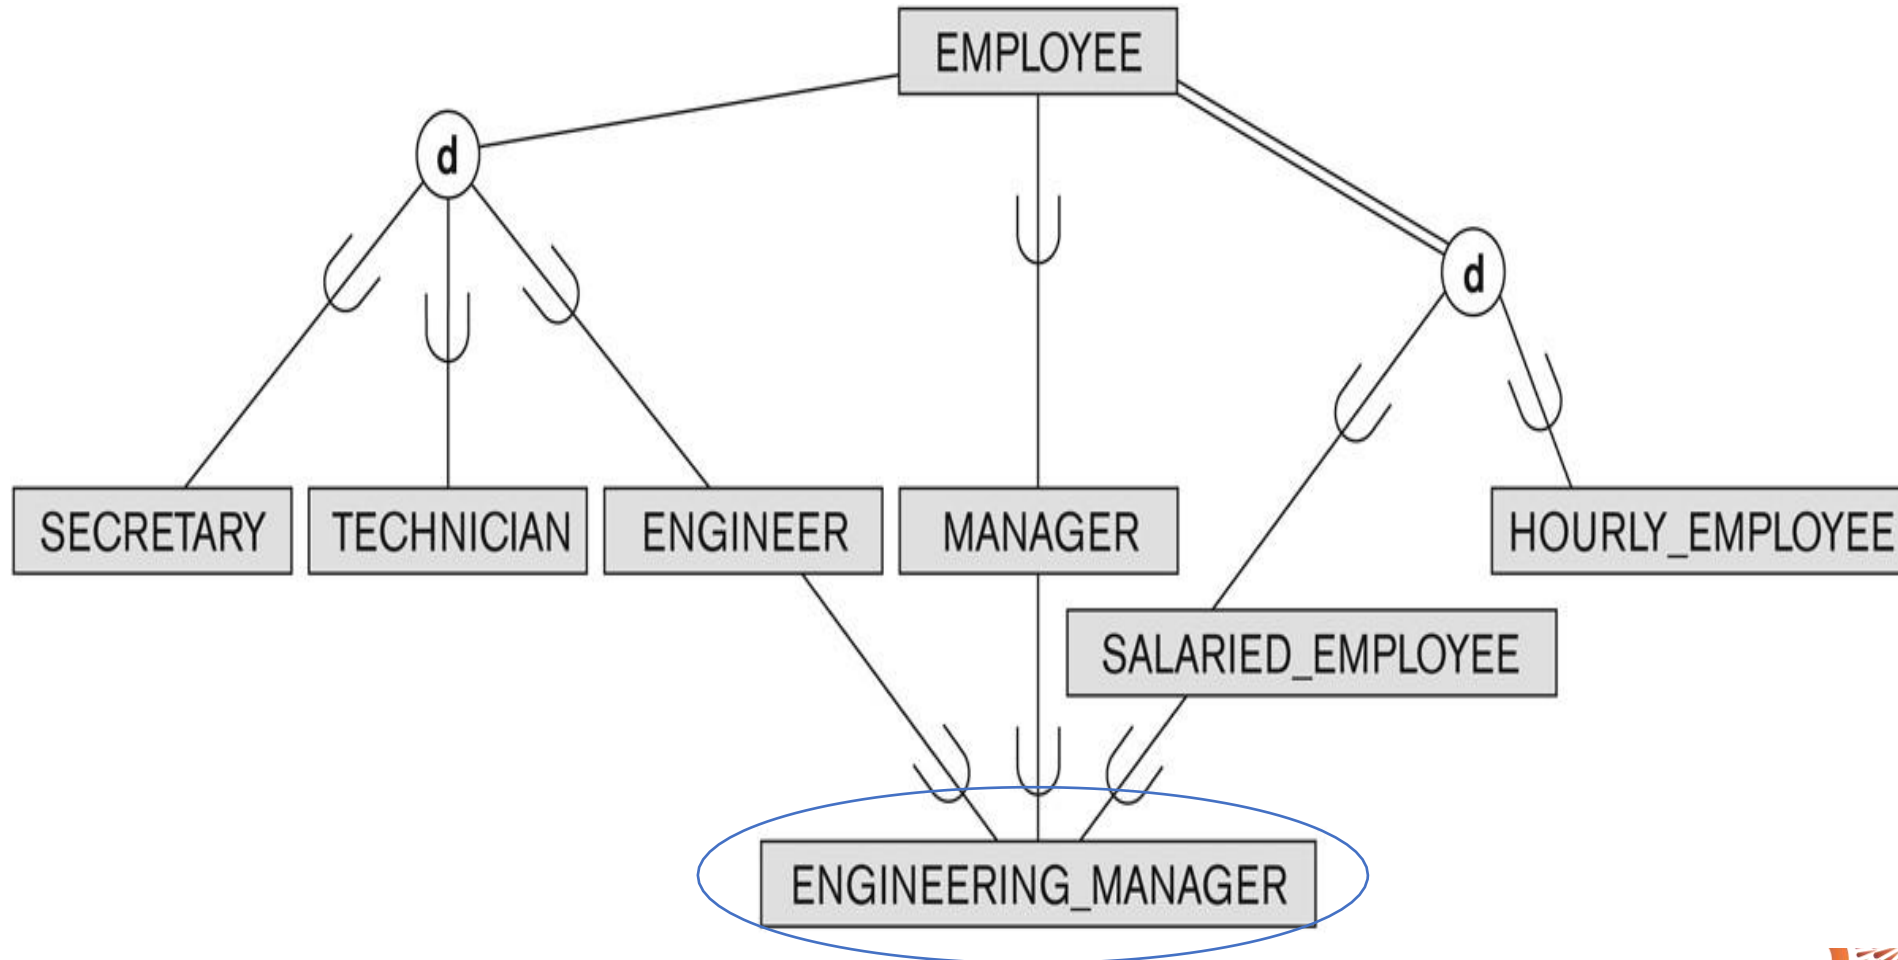 EMPLOYEE
d
d
SECRETARY
TECHNICIAN
ENGINEER
MANAGER
HOURLY_EMPLOYEE
SALARIED_EMPLOYEE
ENGINEERING_MANAGER